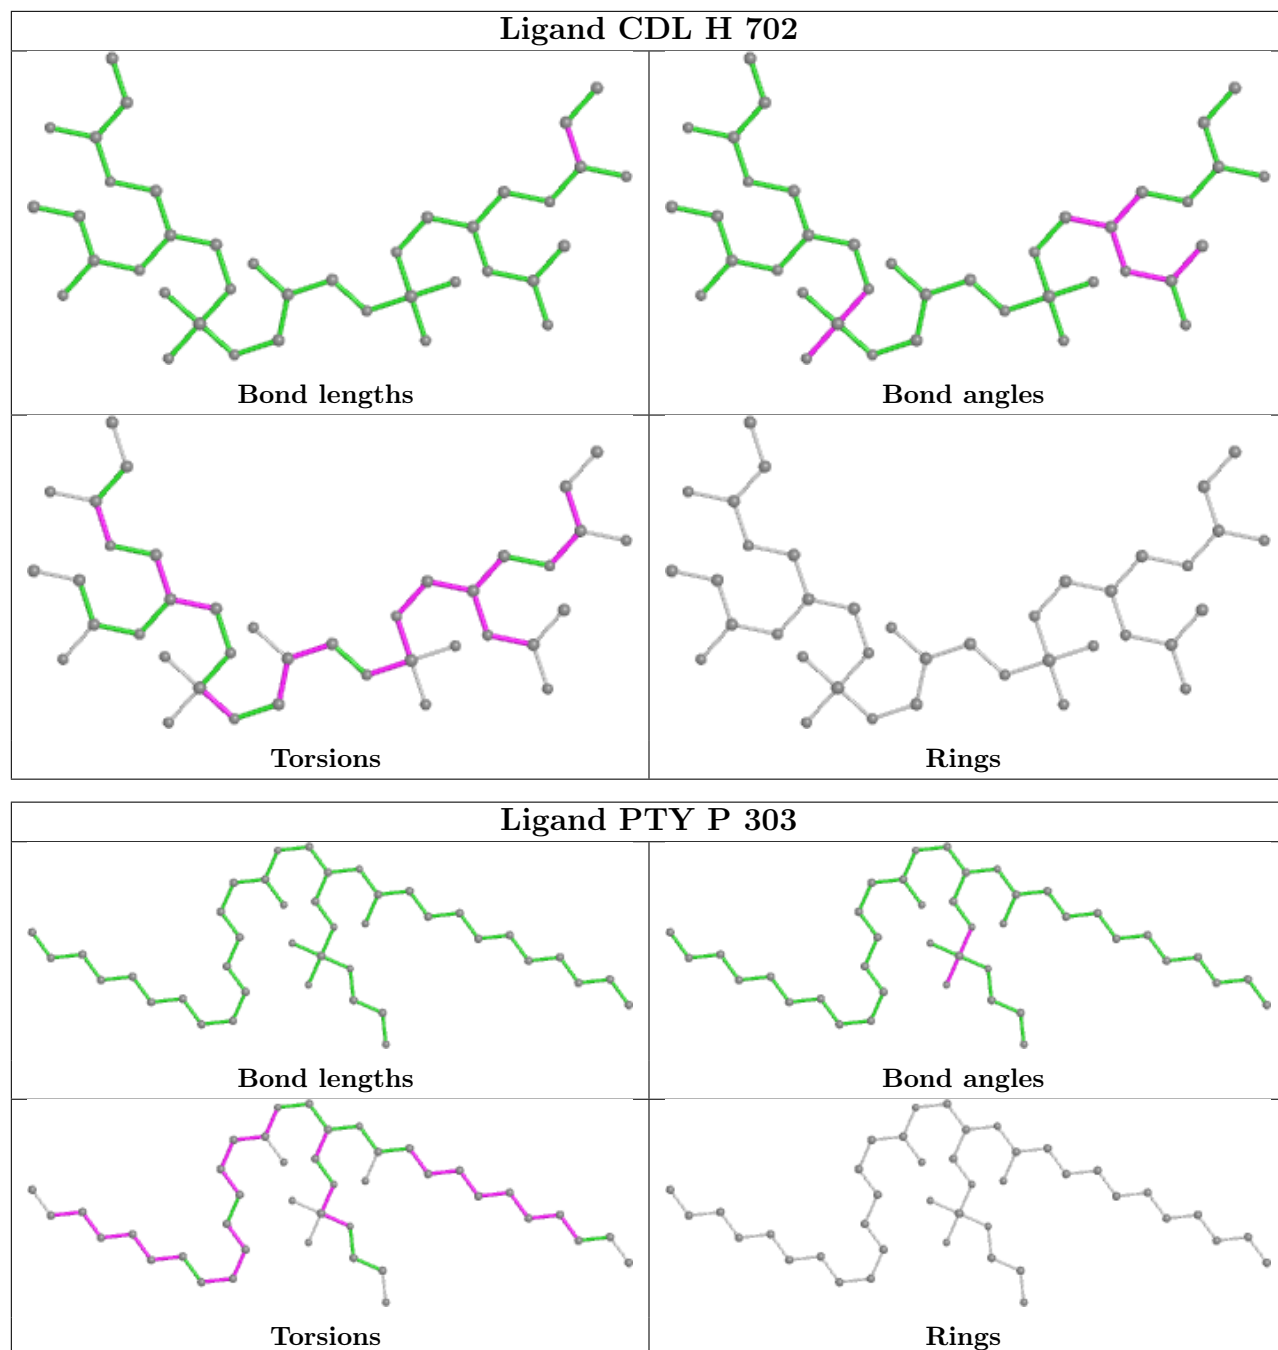 Ligand CDL H 702
Bond lengths
Bond angles
Torsions
Rings
Ligand PTY P 303
Bond lengths
Bond angles
Torsions
Rings